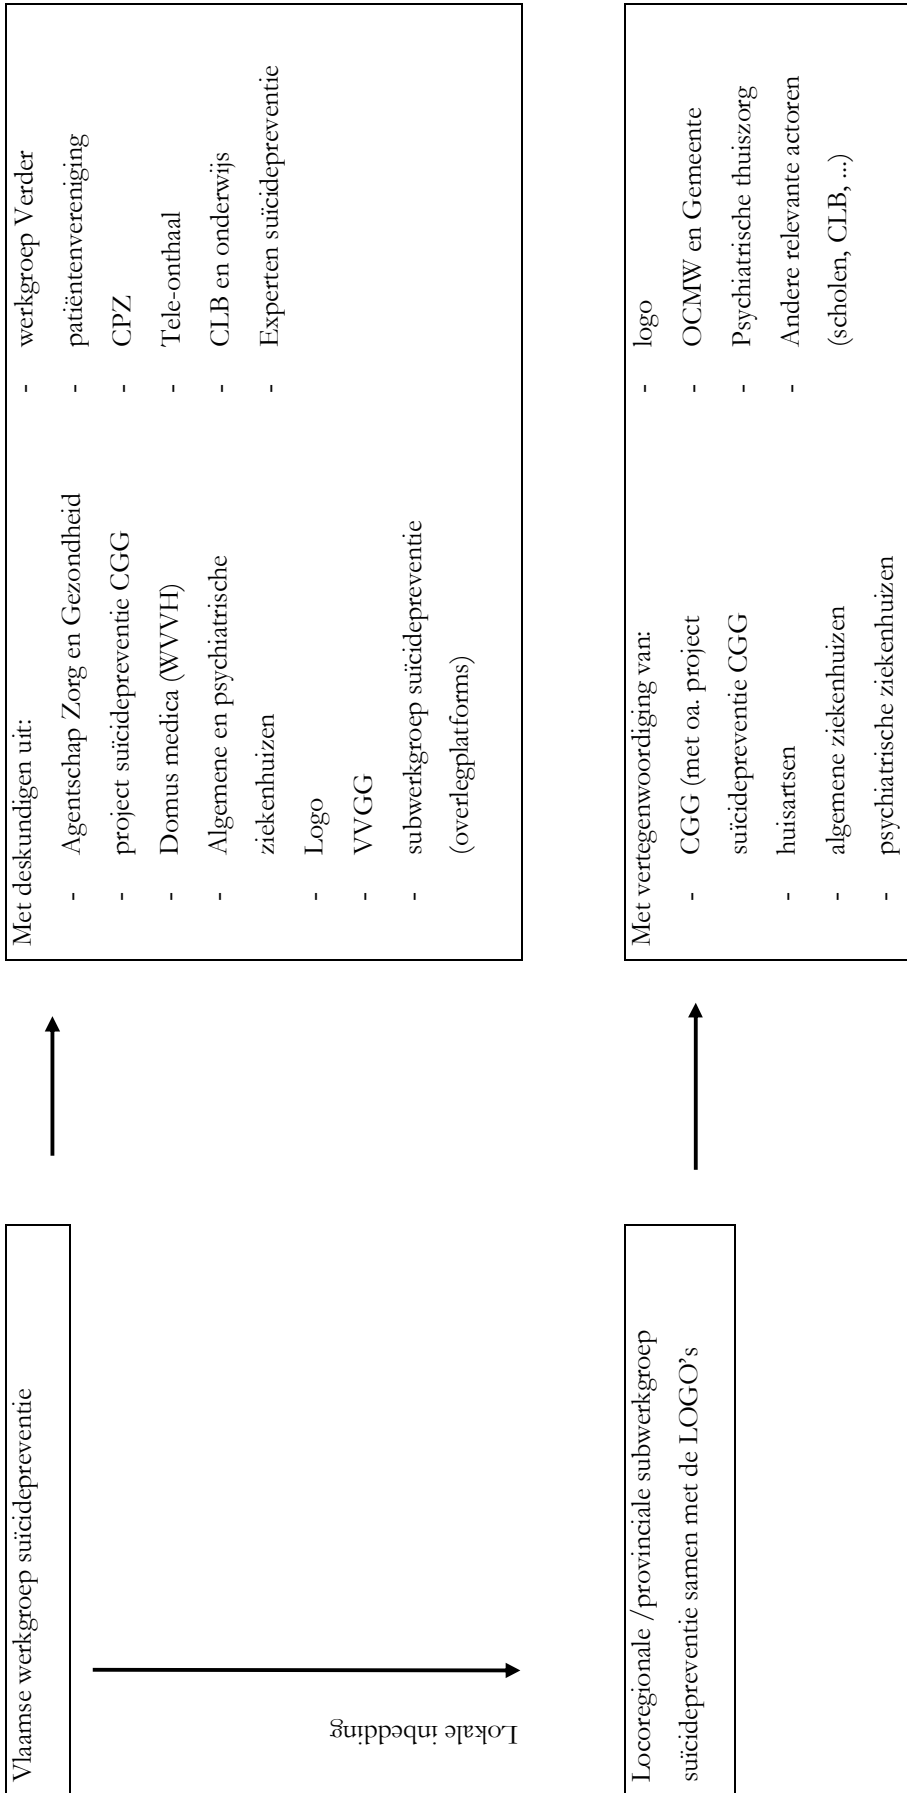 Vlaamse werkgroep suïcidepreventie
Met deskundigen uit:
- Agentschap Zorg en Gezondheid
- project suïcidepreventie CGG
- Domus medica (WVVH)
- Algemene en psychiatrische
ziekenhuizen
- Logo
- VVGG
- subwerkgroep suïcidepreventie
(overlegplatforms)
- werkgroep Verder
- patiëntenvereniging
- CPZ
- Tele-onthaal
- CLB en onderwijs
- Experten suïcidepreventie
Lokale inbedding
Locoregionale /provinciale subwerkgroep
suïcidepreventie samen met de LOGO’s
Met vertegenwoordiging van:
- CGG (met oa. project
suïcidepreventie CGG
- huisartsen
- algemene ziekenhuizen
- psychiatrische ziekenhuizen
- logo
- OCMW en Gemeente
- Psychiatrische thuiszorg
- Andere relevante actoren
(scholen, CLB, ...)